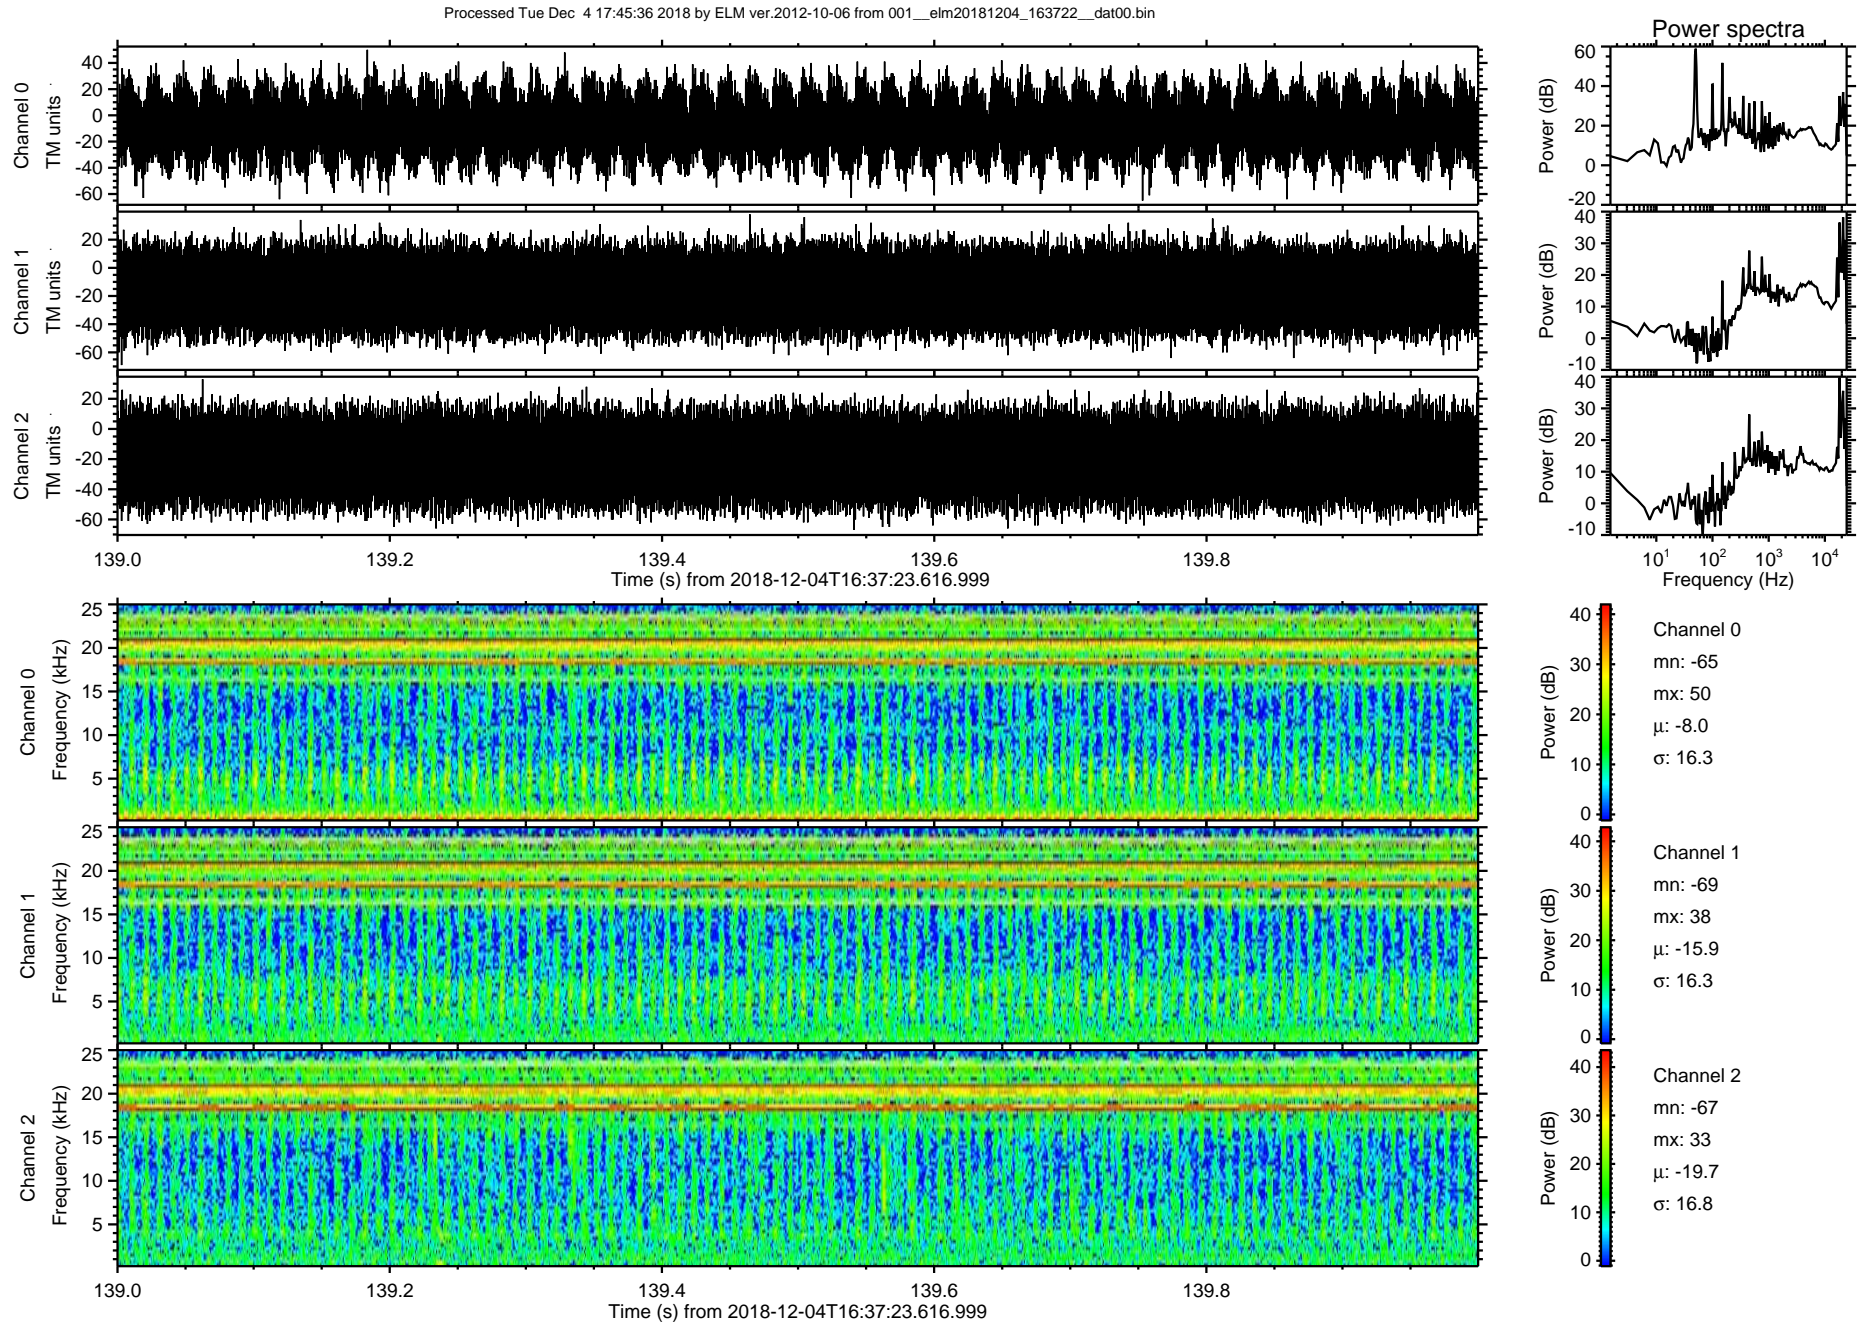 Processed Tue Dec  4 17:45:36 2018 by ELM ver.2012-10-06 from 001__elm20181204_163722__dat00.bin
Power spectra
Channel 0
TM units
40
20
0
-20
-40
-60
Power (dB)
60
40
20
0
-20
Channel 1
TM units
20
0
-20
-40
-60
Power (dB)
40
30
20
10
0
-10
Channel 2
TM units
20
0
-20
-40
-60
Power (dB)
40
30
20
10
0
-10
139.0 139.2 139.4 139.6 139.8
Time (s) from 2018-12-04T16:37:23.616.999
10^1 10^2 10^3 10^4
Frequency (Hz)
Channel 0
Frequency (kHz)
25
20
15
10
5
Power (dB)
40
30
20
10
0
Channel 0
mn: -65
mx: 50
μ: -8.0
σ: 16.3
Channel 1
Frequency (kHz)
25
20
15
10
5
Power (dB)
40
30
20
10
0
Channel 1
mn: -69
mx: 38
μ: -15.9
σ: 16.3
Channel 2
Frequency (kHz)
25
20
15
10
5
Power (dB)
40
30
20
10
0
Channel 2
mn: -67
mx: 33
μ: -19.7
σ: 16.8
139.0 139.2 139.4 139.6 139.8
Time (s) from 2018-12-04T16:37:23.616.999